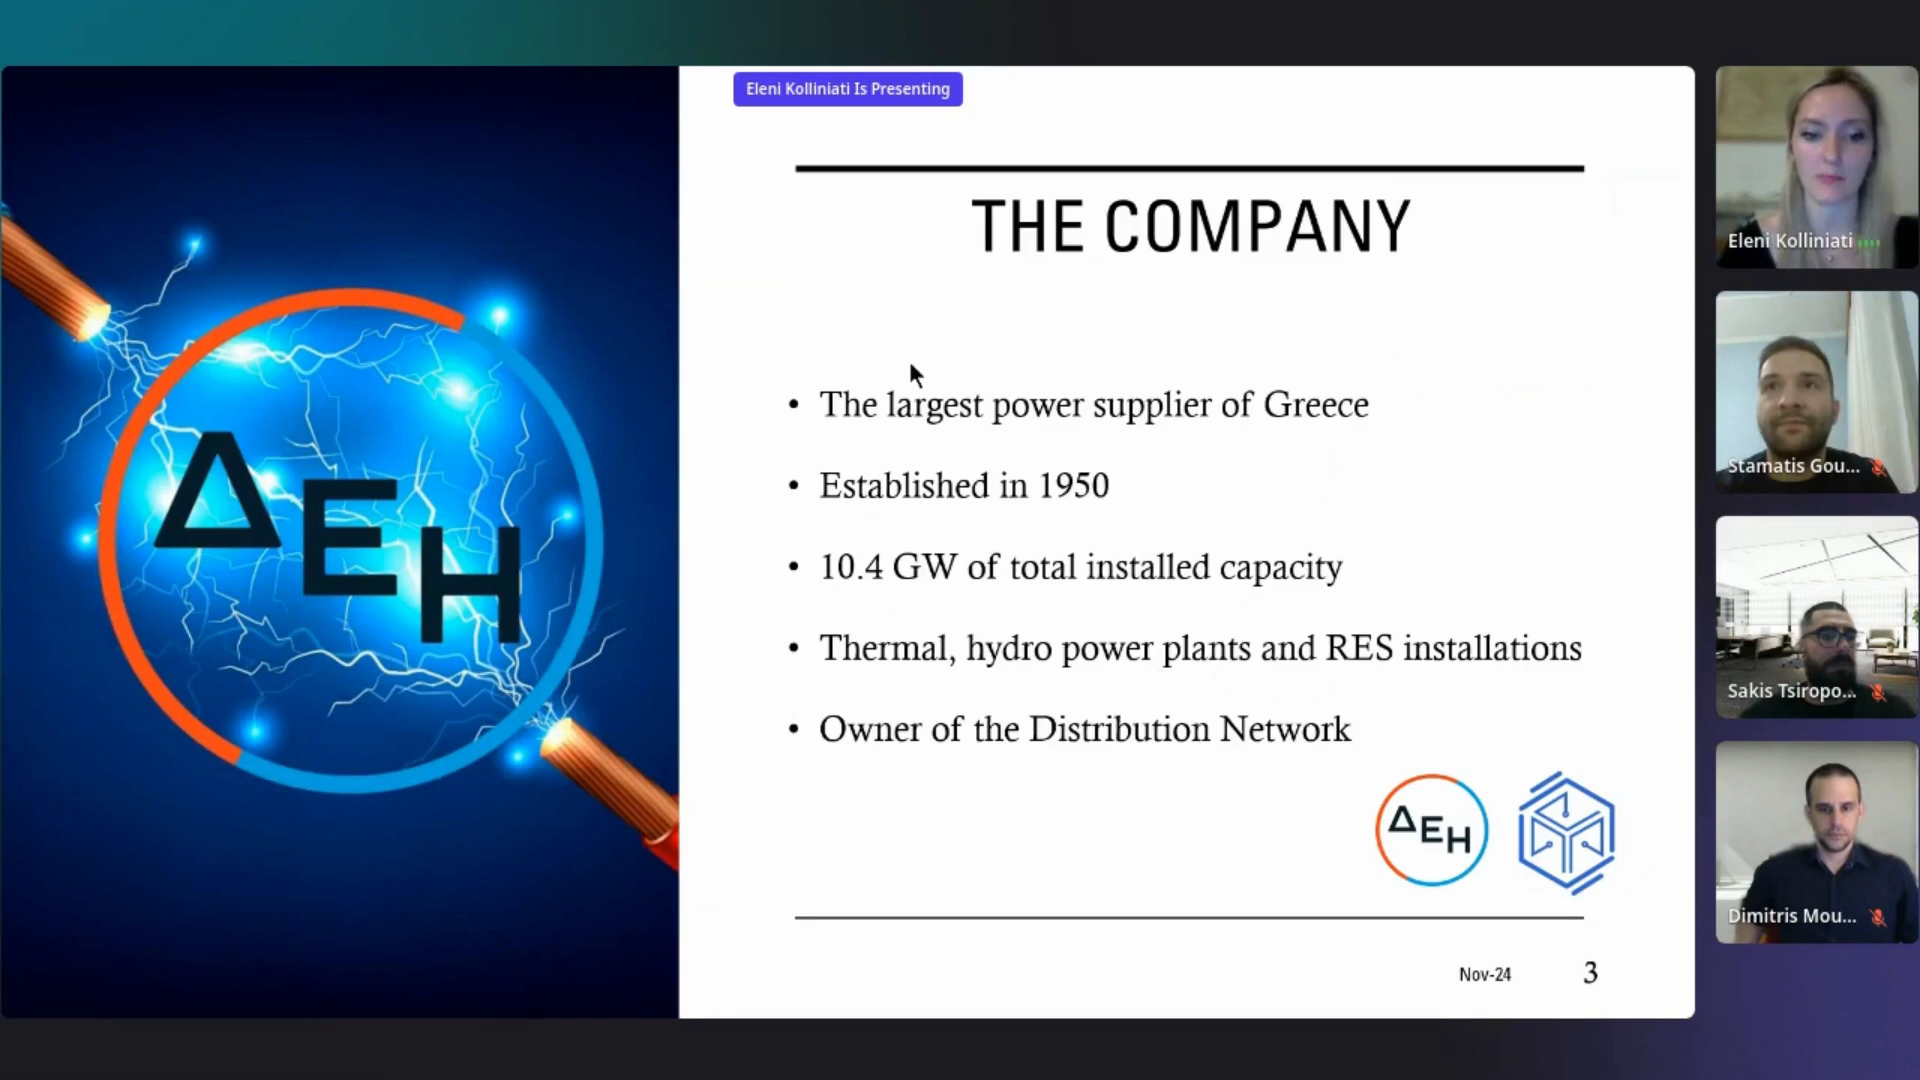 Eleni Kolliniati Is Presenting
THE COMPANY
ΔΕΗ
• The largest power supplier of Greece
• Established in 1950
• 10.4 GW of total installed capacity
• Thermal, hydro power plants and RES installations
• Owner of the Distribution Network
ΔΕΗ
Nov-24
3
Eleni Kolliniati
Stamatis Gou...
Sakis Tsiropo...
Dimitris Mou...